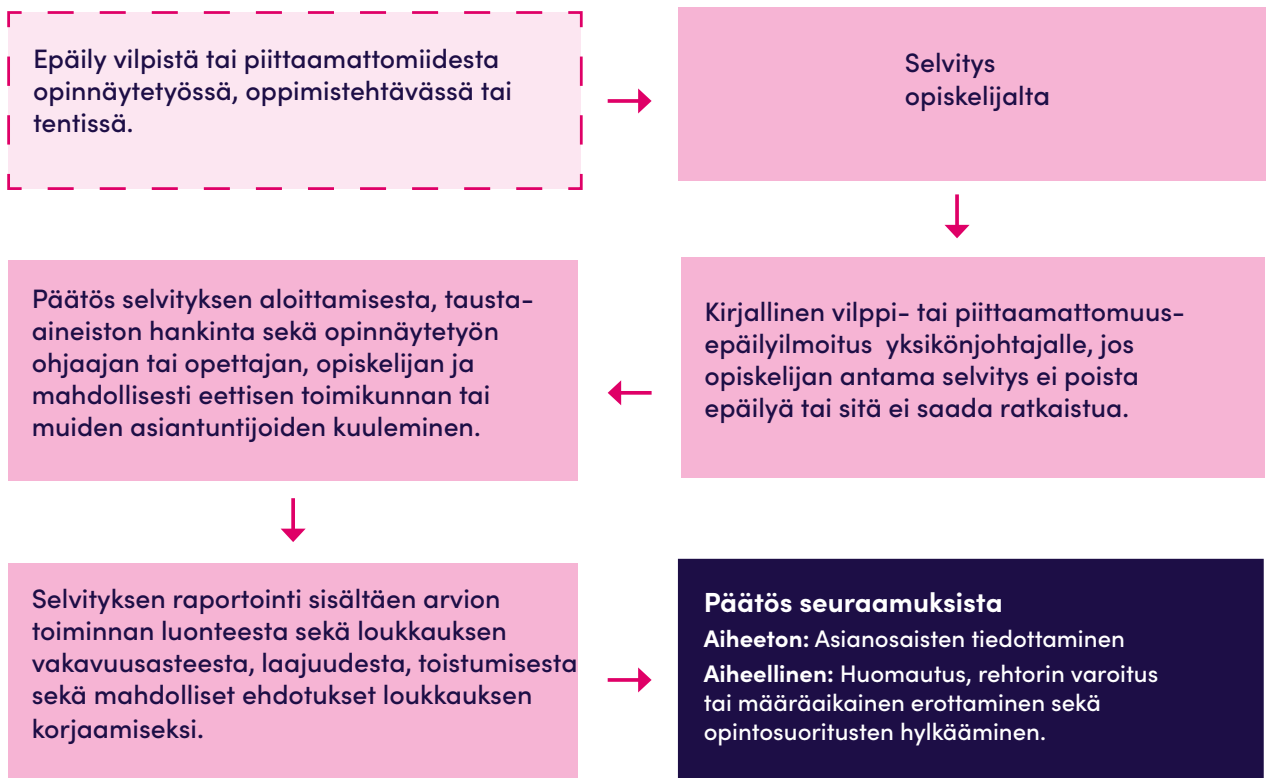 Epäily vilpistä tai piittaamattomiidesta
opinnäytetyössä, oppimistehtävässä tai
tentissä.
Selvitys
opiskelijalta
Kirjallinen vilppi- tai piittaamattomuus-
epäilyilmoitus yksikönjohtajalle, jos
opiskelijan antama selvitys ei poista
epäilyä tai sitä ei saada ratkaistua.
Päätös selvityksen aloittamisesta, tausta-
aineiston hankinta sekä opinnäytetyön
ohjaajan tai opettajan, opiskelijan ja
mahdollisesti eettisen toimikunnan tai
muiden asiantuntijoiden kuuleminen.
Selvityksen raportointi sisältäen arvion
toiminnan luonteesta sekä loukkauksen
vakavuusasteesta, laajuudesta, toistumisesta
sekä mahdolliset ehdotukset loukkauksen
korjaamiseksi.
Päätös seuraamuksista
Aiheeton: Asianosaisten tiedottaminen
Aiheellinen: Huomautus, rehtorin varoitus
tai määräaikainen erottaminen sekä
opintosuoritusten hylkääminen.